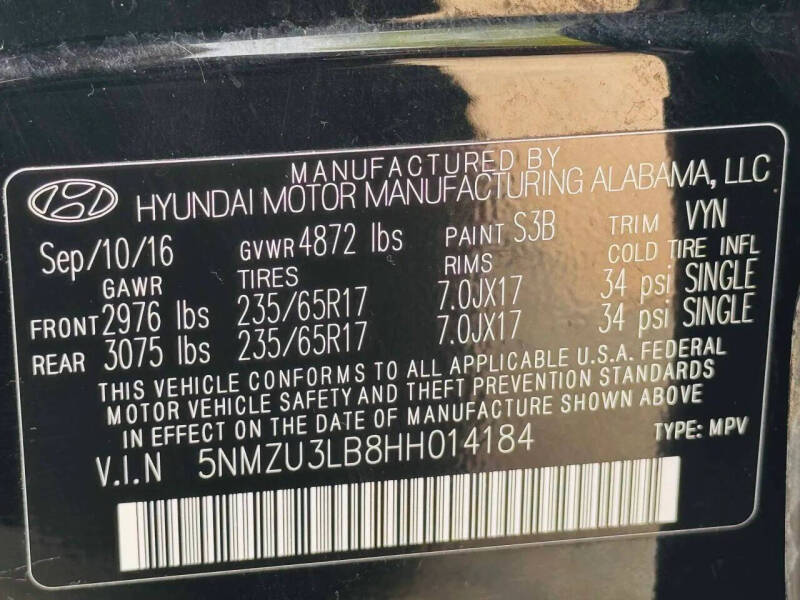 MANUFACTURED BY
HYUNDAI MOTOR MANUFACTURING ALABAMA, LLC
Sep/10/16 GVWR 4872 lbs PAINT S3B TRIM VYN
GAWR TIRES RIMS COLD TIRE INFL
FRONT 2976 lbs 235/65R17 7.0JX17 34 psi SINGLE
REAR 3075 lbs 235/65R17 7.0JX17 34 psi SINGLE
THIS VEHICLE CONFORMS TO ALL APPLICABLE U.S.A. FEDERAL
MOTOR VEHICLE SAFETY AND THEFT PREVENTION STANDARDS
IN EFFECT ON THE DATE OF MANUFACTURE SHOWN ABOVE
V.I.N 5NMZU3LB8HH014184 TYPE: MPV